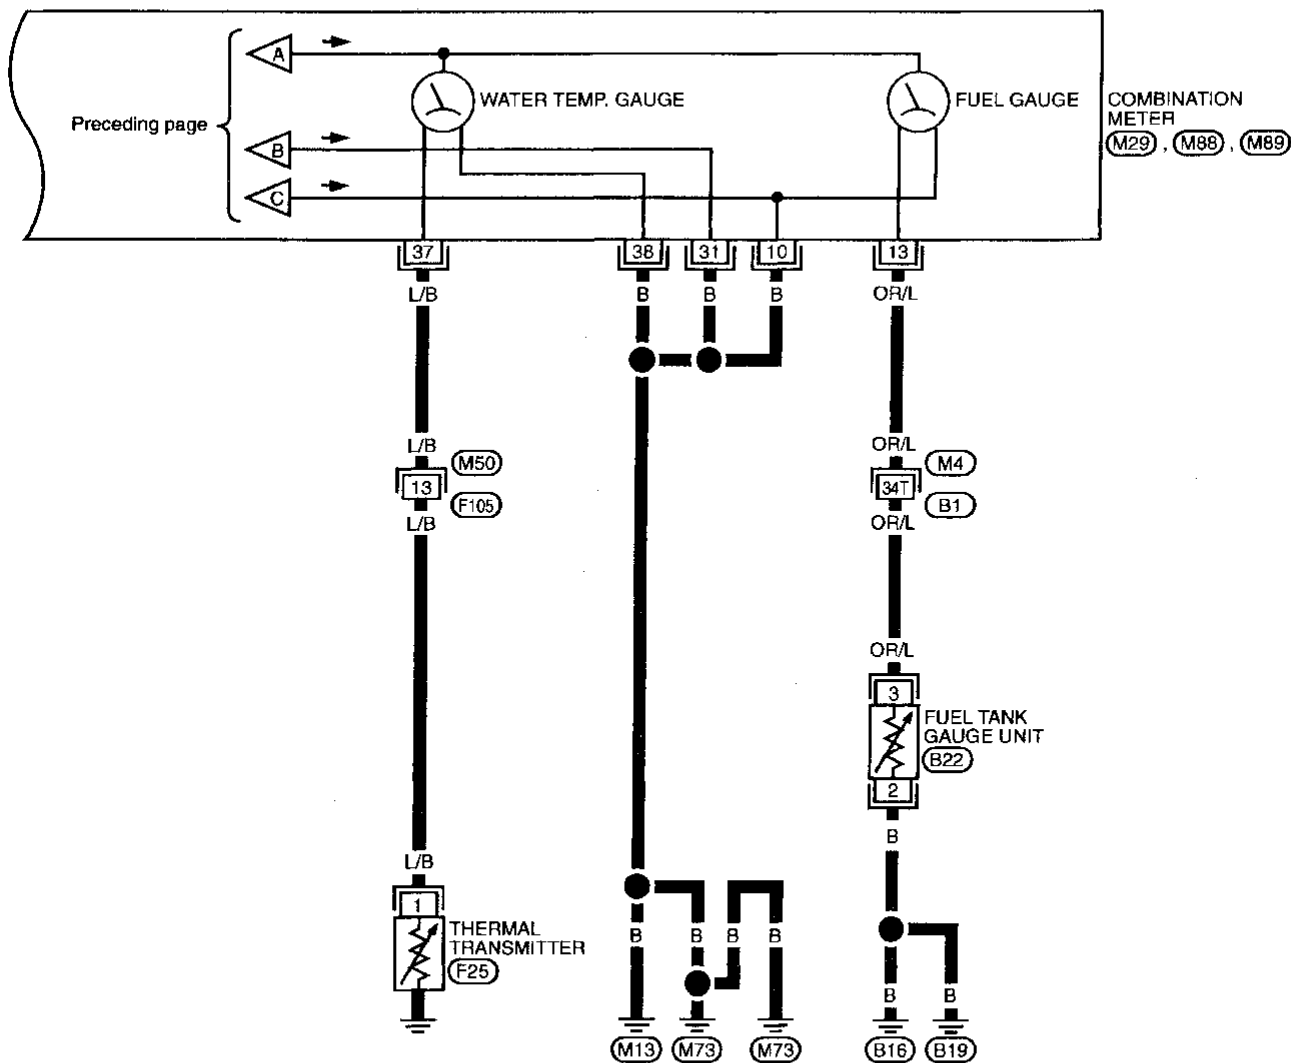 A
WATER TEMP. GAUGE
FUEL GAUGE
COMBINATION
METER
M29 , M88 , M89
Preceding page
B
C
37
38
31
10
13
L/B
B
B
B
OR/L
L/B
OR/L
M50
M4
13
34T
F105
B1
L/B
OR/L
OR/L
3
FUEL TANK
GAUGE UNIT
B22
2
B
L/B
1
THERMAL
TRANSMITTER
F25
B
B
B
B
B
B
M13
M73
M73
B16
B19